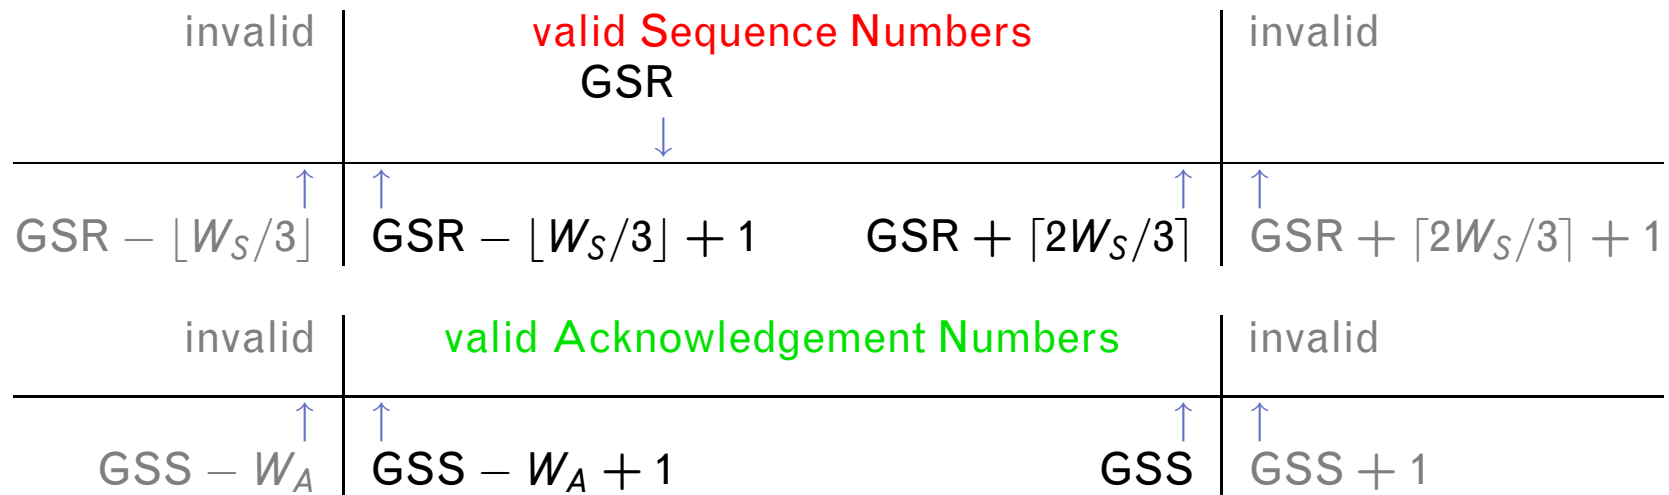 invalid valid Sequence Numbers invalid
GSR
↓
↑ ↑ ↑ ↑
GSR − ⌊W_S/3⌋ GSR − ⌊W_S/3⌋ + 1 GSR + ⌈2W_S/3⌉ GSR + ⌈2W_S/3⌉ + 1
invalid valid Acknowledgement Numbers invalid
↑ ↑ ↑ ↑
GSS − W_A GSS − W_A + 1 GSS GSS + 1